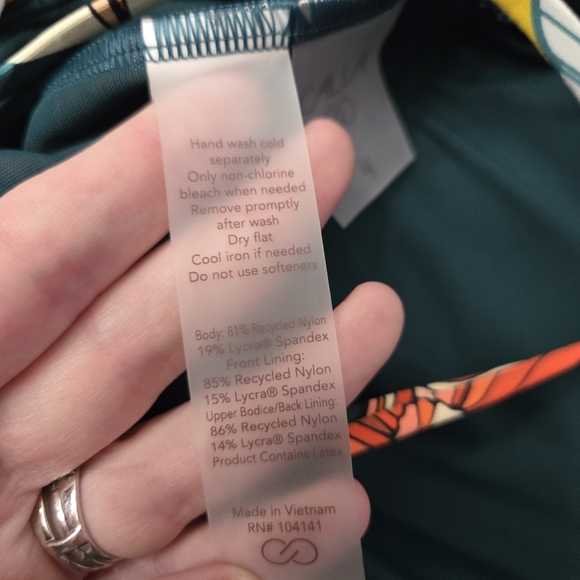 Hand wash cold
separately
Only non-chlorine
bleach when needed
Remove promptly
after wash
Dry flat
Cool iron if needed
Do not use softeners
Body: 81% Recycled Nylon
19% Lycra® Spandex
Front Lining:
85% Recycled Nylon
15% Lycra® Spandex
Upper Bodice/Back Lining:
86% Recycled Nylon
14% Lycra® Spandex
Product Contains Latex
Made in Vietnam
RN# 104141